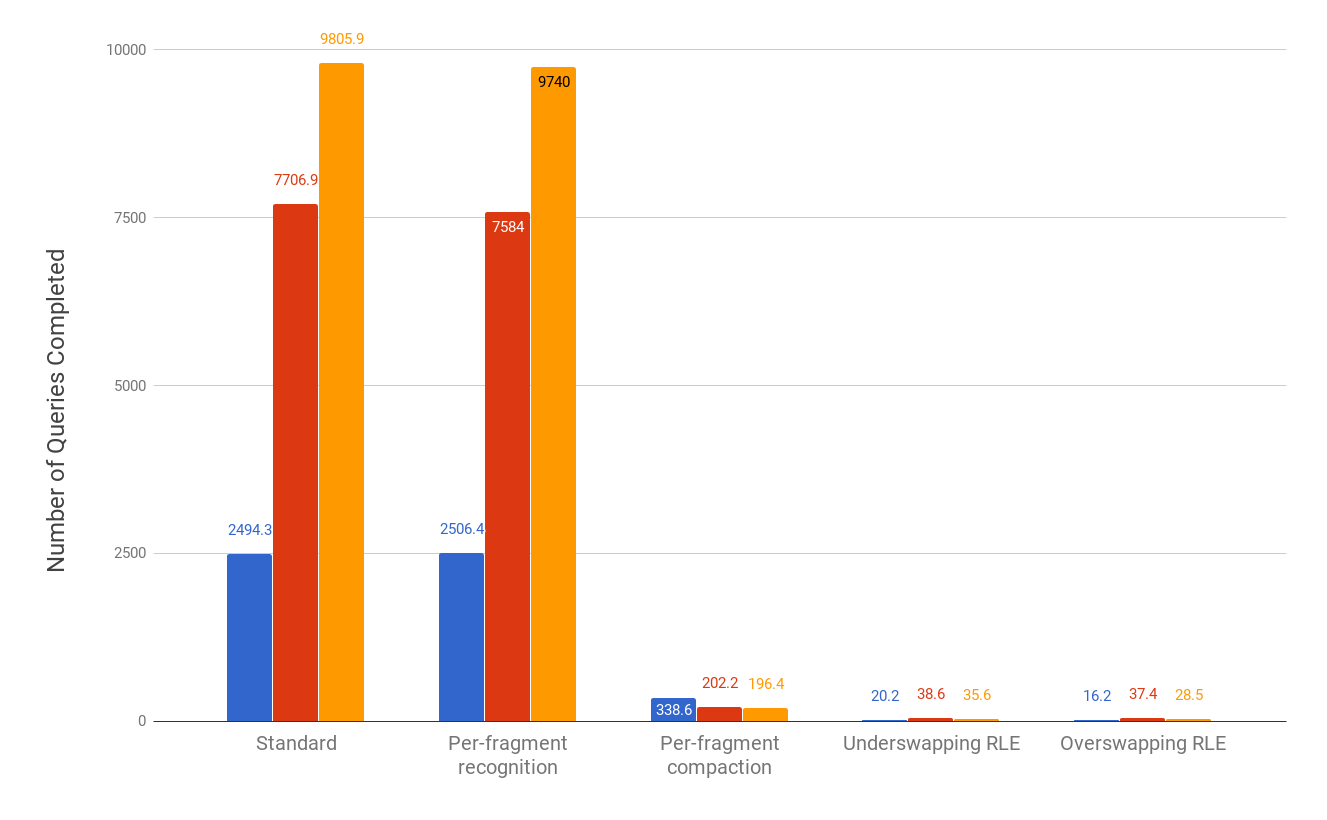 Number of Queries Completed
10000
7500
5000
2500
0
2494.3
7706.9
9805.9
2506.4
7584
9740
338.6
202.2
196.4
20.2
38.6
35.6
16.2
37.4
28.5
Standard
Per-fragment
recognition
Per-fragment
compaction
Underswapping RLE
Overswapping RLE